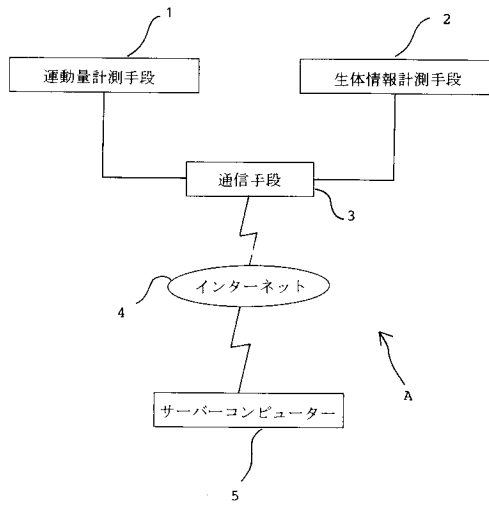 1
2
運動量計測手段
生体情報計測手段
通信手段
3
インターネット
4
A
サーバーコンピューター
5